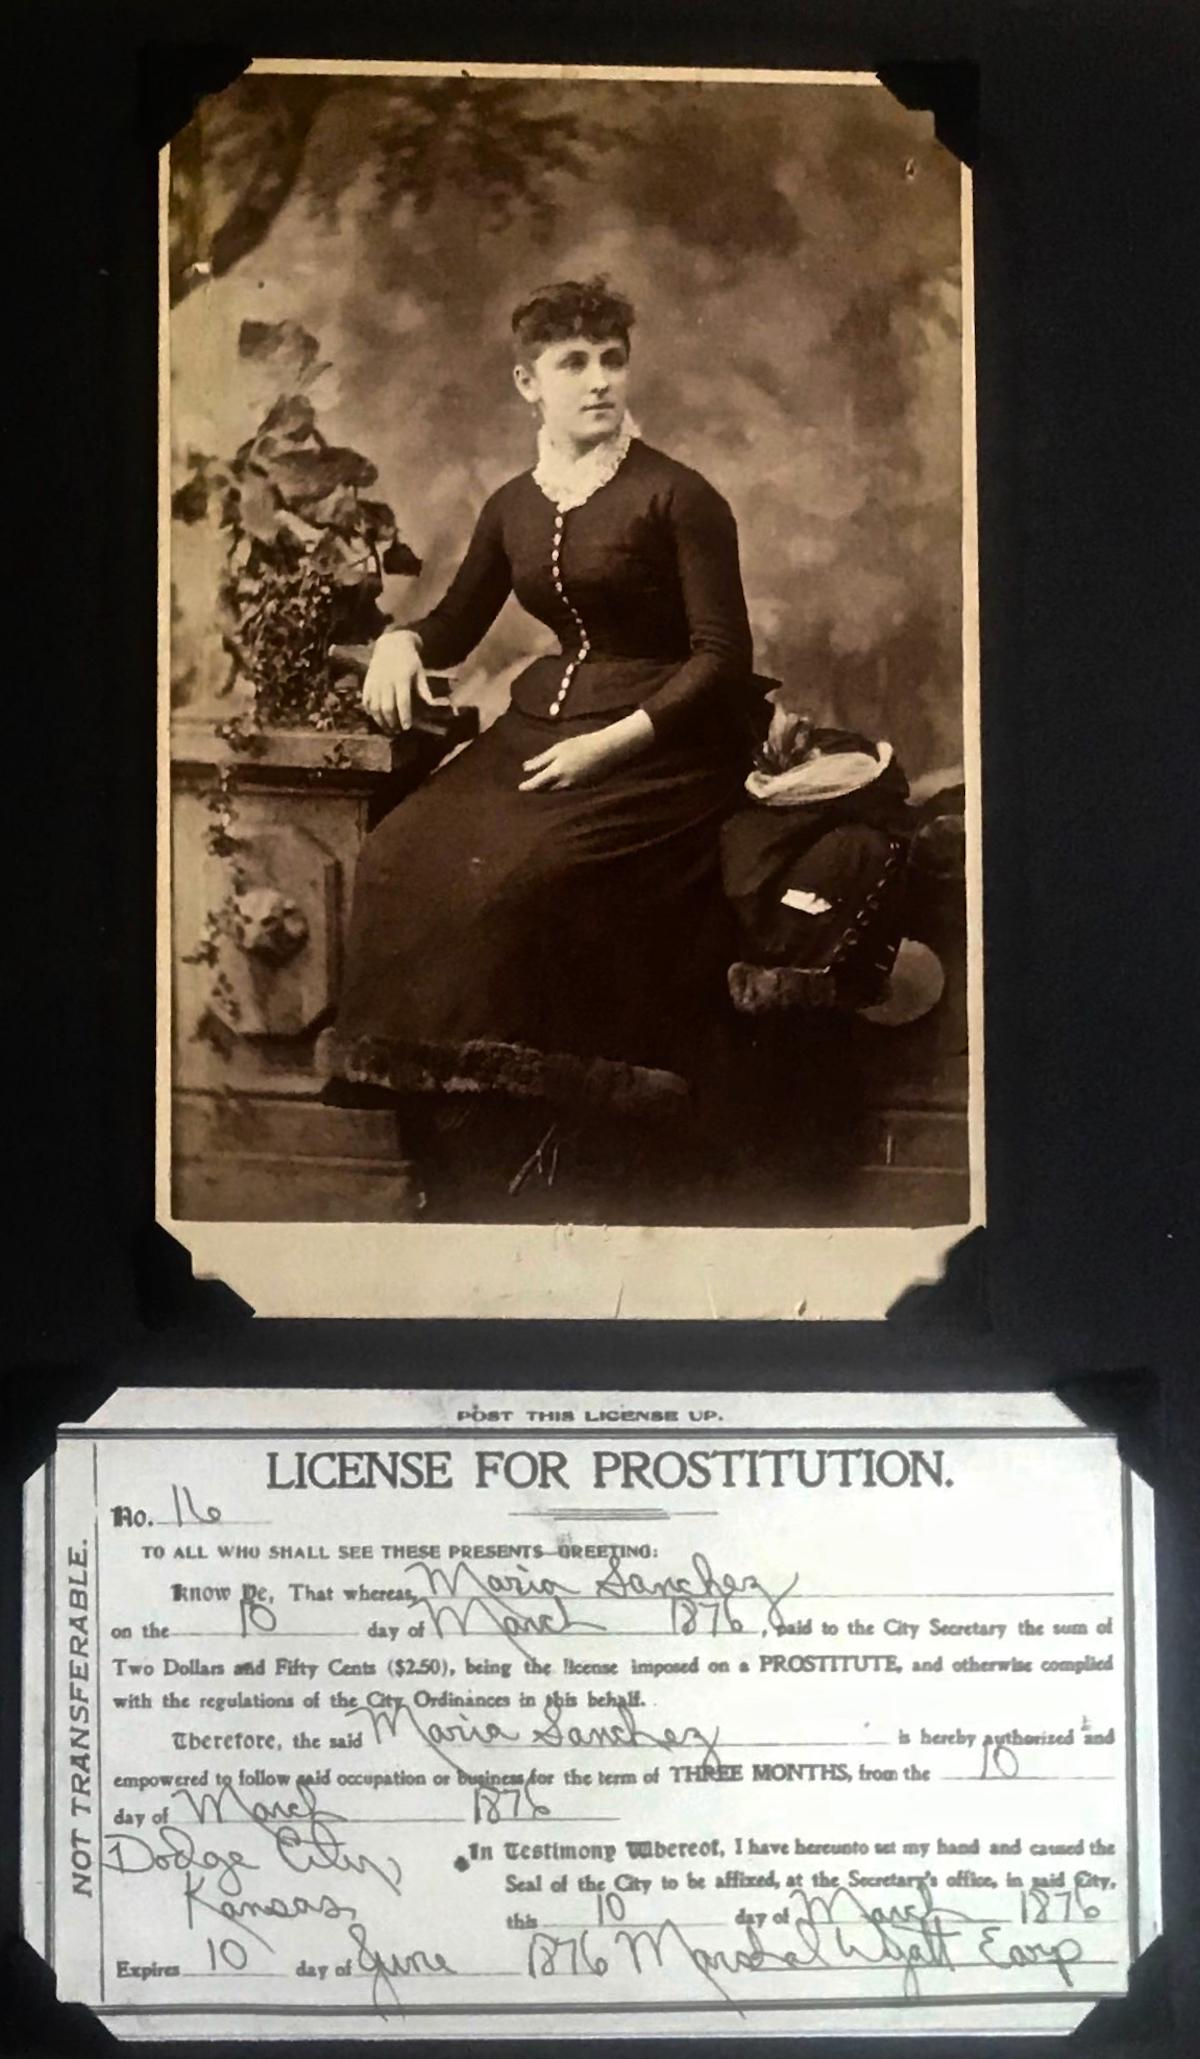 POST THIS LICENSE UP.
LICENSE FOR PROSTITUTION.
No. 16
TO ALL WHO SHALL SEE THESE PRESENTS GREETING:
Know Ye, That whereas, Maria Sanchez
on the 10 day of March 1876, paid to the City Secretary the sum of
Two Dollars and Fifty Cents ($2.50), being the license imposed on a PROSTITUTE, and otherwise complied
with the regulations of the City Ordinances in this behalf.
Therefore, the said Maria Sanchez is hereby authorized and
empowered to follow said occupation or business for the term of THREE MONTHS, from the 10
day of March 1876
Dodge City
Kansas
In Testimony Whereof, I have hereunto set my hand and caused the
Seal of the City to be affixed, at the Secretary's office, in said City,
this 10 day of March 1876
Expires 10 day of June 1876 Marshal Wyatt Earp
NOT TRANSFERABLE.